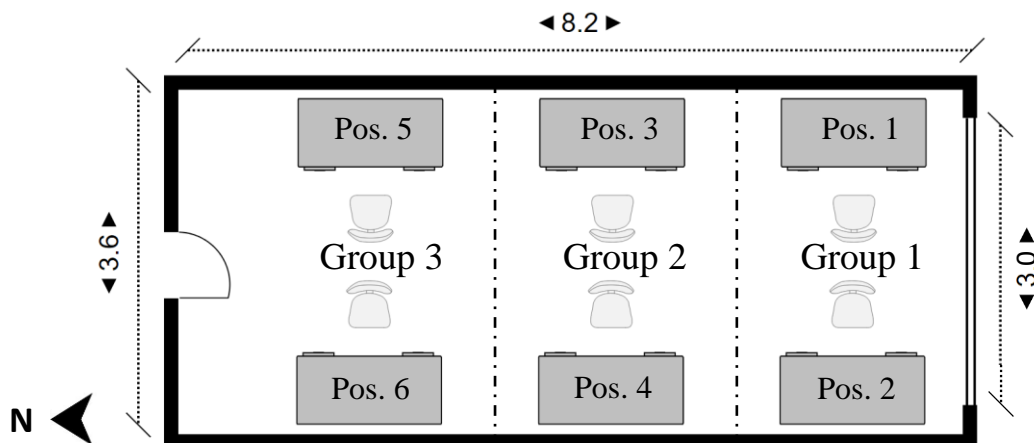 ◄8.2►
Pos. 5
Pos. 3
Pos. 1
◄3.6►
Group 3
Group 2
Group 1
◄3.0►
Pos. 6
Pos. 4
Pos. 2
N